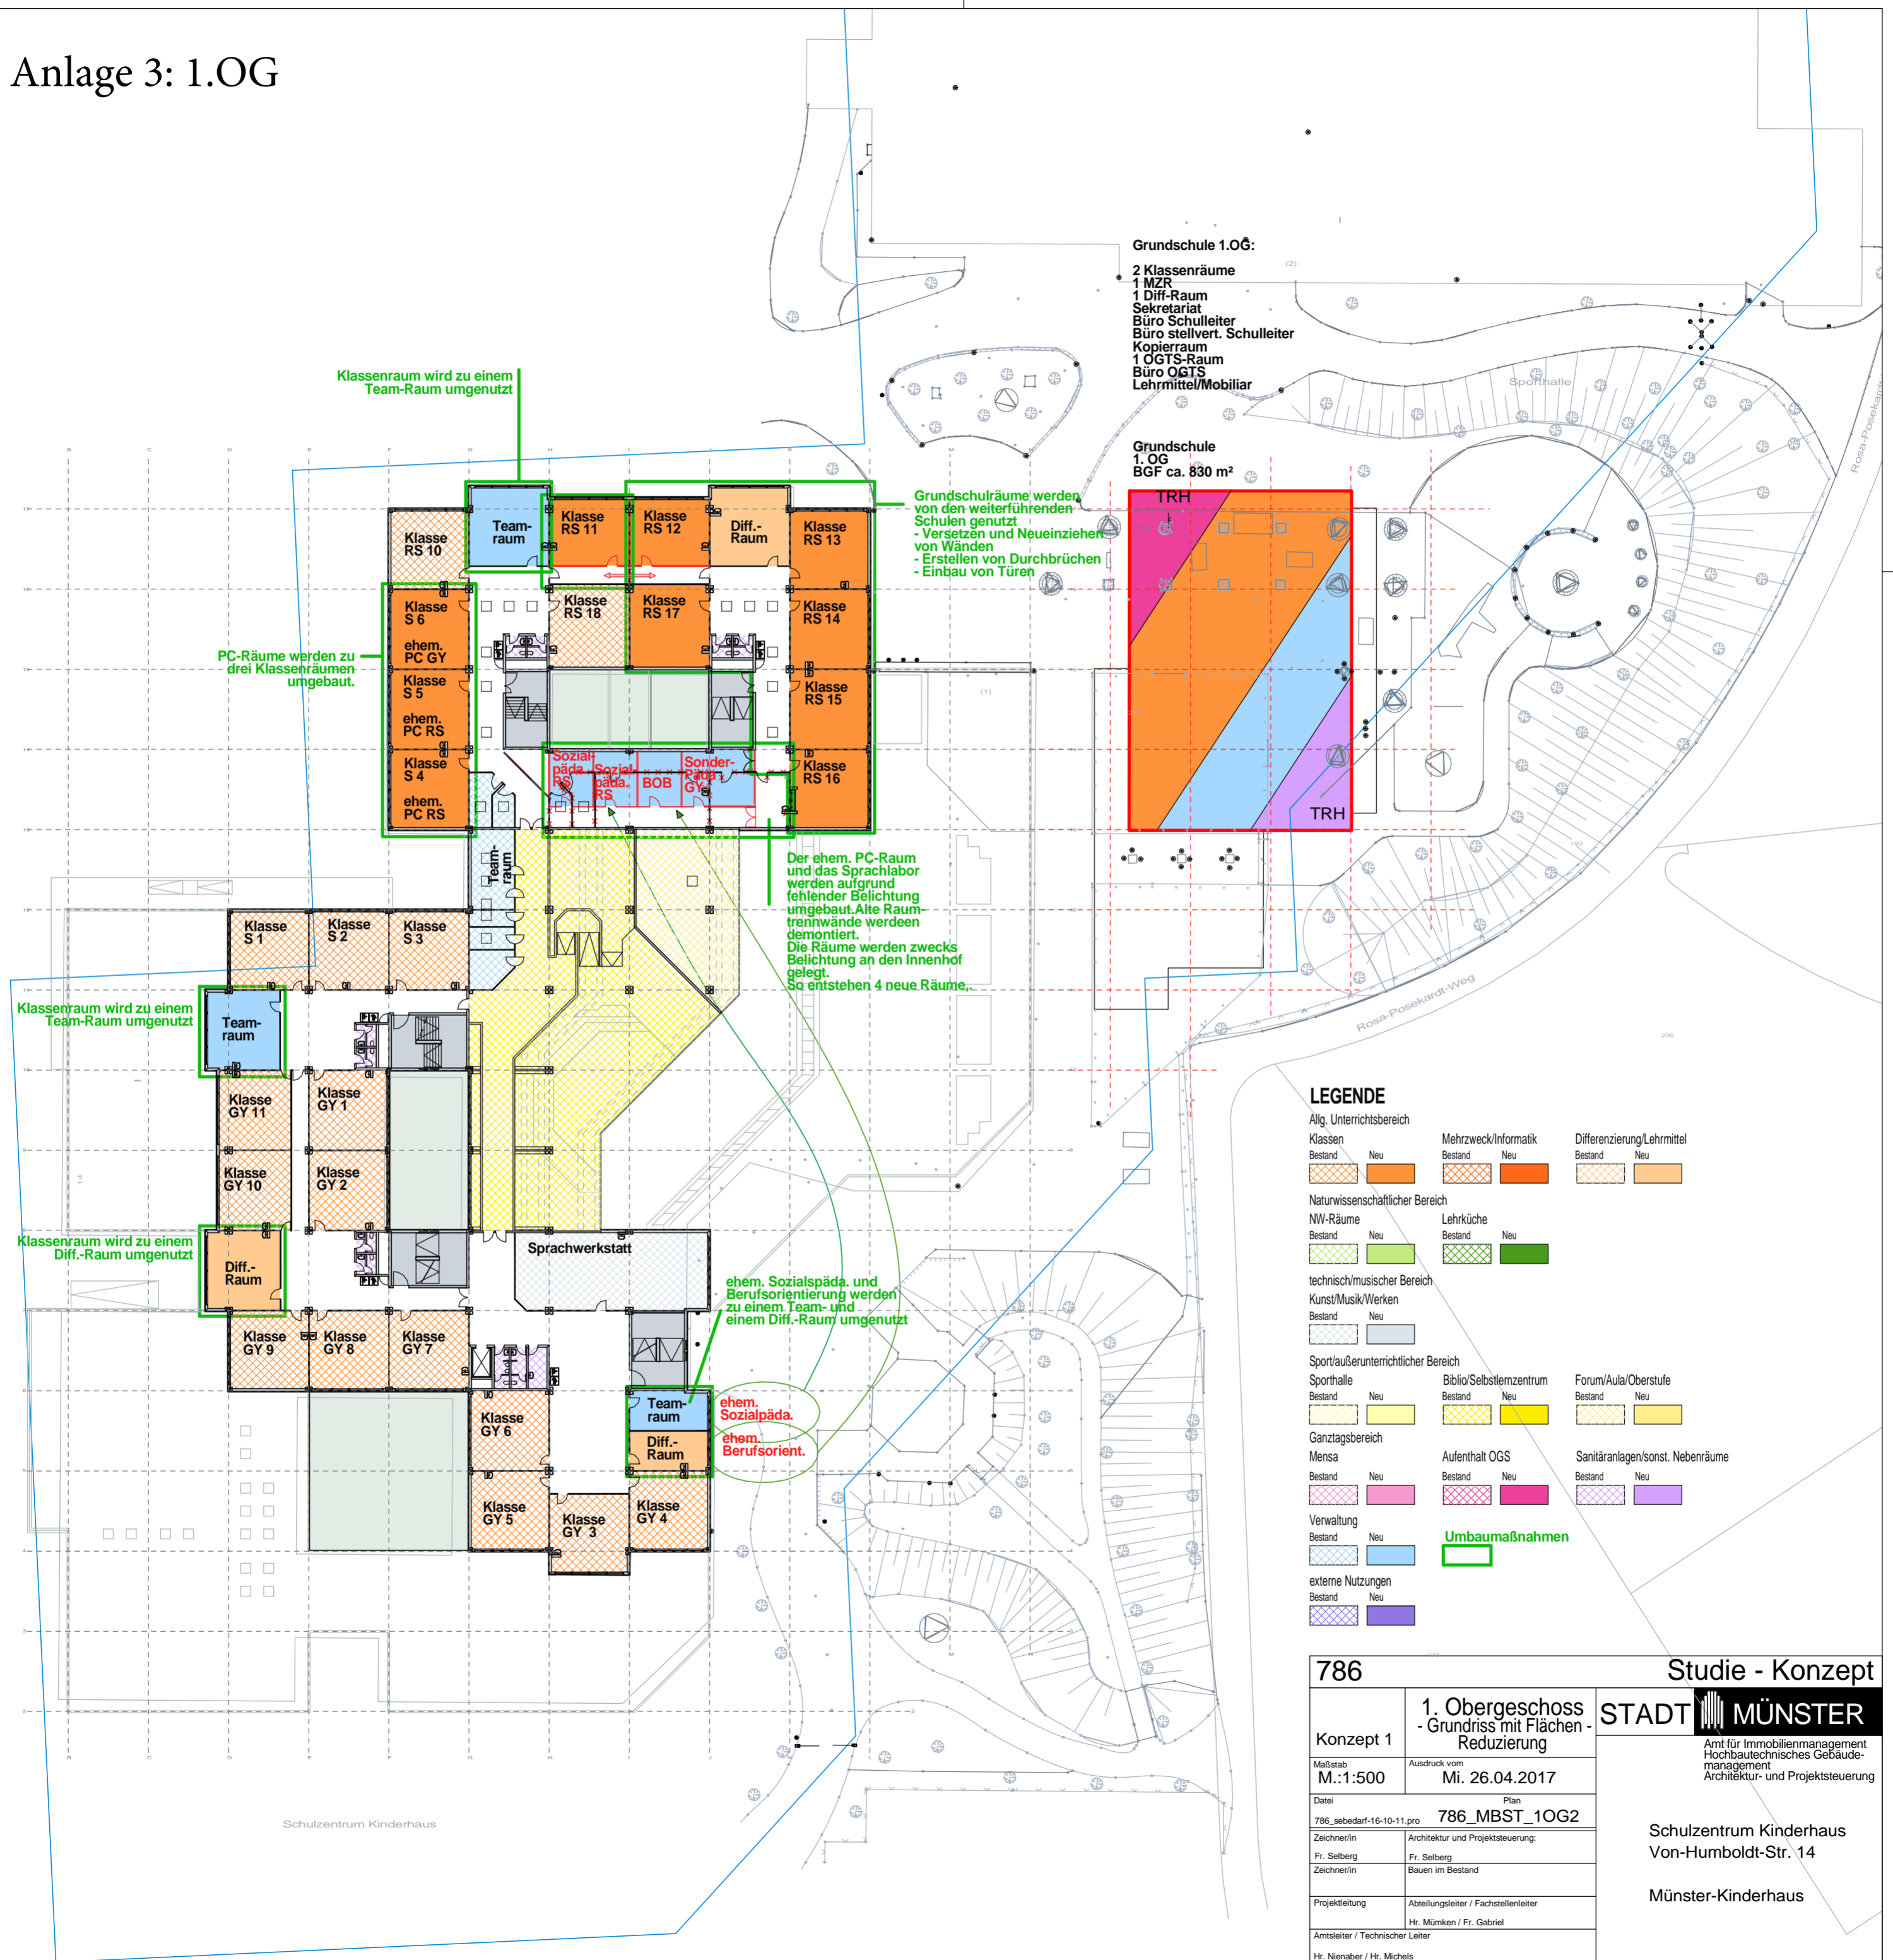 Anlage 3: 1.OG
Grundschule 1.OG:
2 Klassenräume
1 MZR
1 Diff-Raum
Sekretariat
Büro Schulleiter
Büro stellvert. Schulleiter
Kopierraum
1 OGTS-Raum
Büro OGTS
Lehrmittel/Mobiliar
(2)
Sporthalle
Rosa-Posekardt-
Klassenraum wird zu einem
Team-Raum umgenutzt
Grundschule
1. OG
BGF ca. 830 m²
TRH
TRH
Grundschulräume werden
von den weiterführenden
Schulen genutzt
- Versetzen und Neueinziehen
von Wänden
- Erstellen von Durchbrüchen
- Einbau von Türen
Klasse
RS 10
Team-
raum
Klasse
RS 11
Klasse
RS 12
Diff.-
Raum
Klasse
RS 13
Klasse
S 6
ehem.
PC GY
Klasse
RS 18
Klasse
RS 17
Klasse
RS 14
PC-Räume werden zu
drei Klassenräumen
umgebaut.
Klasse
S 5
ehem.
PC RS
Klasse
RS 15
(1)
Klasse
S 4
ehem.
PC RS
Sozial-
päda.
RS
Sozial-
päda.
RS
BOB
Sonder-
Päda
GY
Klasse
RS 16
Team-
raum
Der ehem. PC-Raum
und das Sprachlabor
werden aufgrund
fehlender Belichtung
umgebaut.Alte Raum-
trennwände werdeen
demontiert.
Die Räume werden zwecks
Belichtung an den Innenhof
gelegt.
So entstehen 4 neue Räume,.
Klasse
S 1
Klasse
S 2
Klasse
S 3
Klassenraum wird zu einem
Team-Raum umgenutzt
Team-
raum
Rosa-Posekardt-Weg
206
Klasse
GY 11
Klasse
GY 1
Klasse
GY 10
Klasse
GY 2
14
Klassenraum wird zu einem
Diff.-Raum umgenutzt
Diff.-
Raum
Sprachwerkstatt
ehem. Sozialspäda. und
Berufsorientierung werden
zu einem Team- und
einem Diff.-Raum umgenutzt
Klasse
GY 9
Klasse
GY 8
Klasse
GY 7
Klasse
GY 6
Team-
raum
ehem.
Sozialpäda.
Diff.-
Raum
ehem.
Berufsorient.
Klasse
GY 5
Klasse
GY 3
Klasse
GY 4
Schulzentrum Kinderhaus
LEGENDE
Allg. Unterrichtsbereich
Klassen Mehrzweck/Informatik Differenzierung/Lehrmittel
Bestand Neu Bestand Neu Bestand Neu
Naturwissenschaftlicher Bereich
NW-Räume Lehrküche
Bestand Neu Bestand Neu
technisch/musischer Bereich
Kunst/Musik/Werken
Bestand Neu
Sport/außerunterrichtlicher Bereich
Sporthalle Biblio/Selbstlernzentrum Forum/Aula/Oberstufe
Bestand Neu Bestand Neu Bestand Neu
Ganztagsbereich
Mensa Aufenthalt OGS Sanitäranlagen/sonst. Nebenräume
Bestand Neu Bestand Neu Bestand Neu
Verwaltung
Bestand Neu Umbaumaßnahmen
externe Nutzungen
Bestand Neu
786 Studie - Konzept
Konzept 1
1. Obergeschoss
- Grundriss mit Flächen -
Reduzierung
STADT MÜNSTER
Amt für Immobilienmanagement
Hochbautechnisches Gebäude-
management
Architektur- und Projektsteuerung
Maßstab
M.:1:500
Ausdruck vom
Mi. 26.04.2017
Datei
786_sebedarf-16-10-11.pro
Plan
786_MBST_1OG2
Zeichner/in
Fr. Selberg
Architektur und Projektsteuerung:
Fr. Selberg
Zeichner/in
Bauen im Bestand
Projektleitung
Abteilungsleiter / Fachstellenleiter
Hr. Mümken / Fr. Gabriel
Amtsleiter / Technischer Leiter
Hr. Nienaber / Hr. Michels
Schulzentrum Kinderhaus
Von-Humboldt-Str. 14
Münster-Kinderhaus